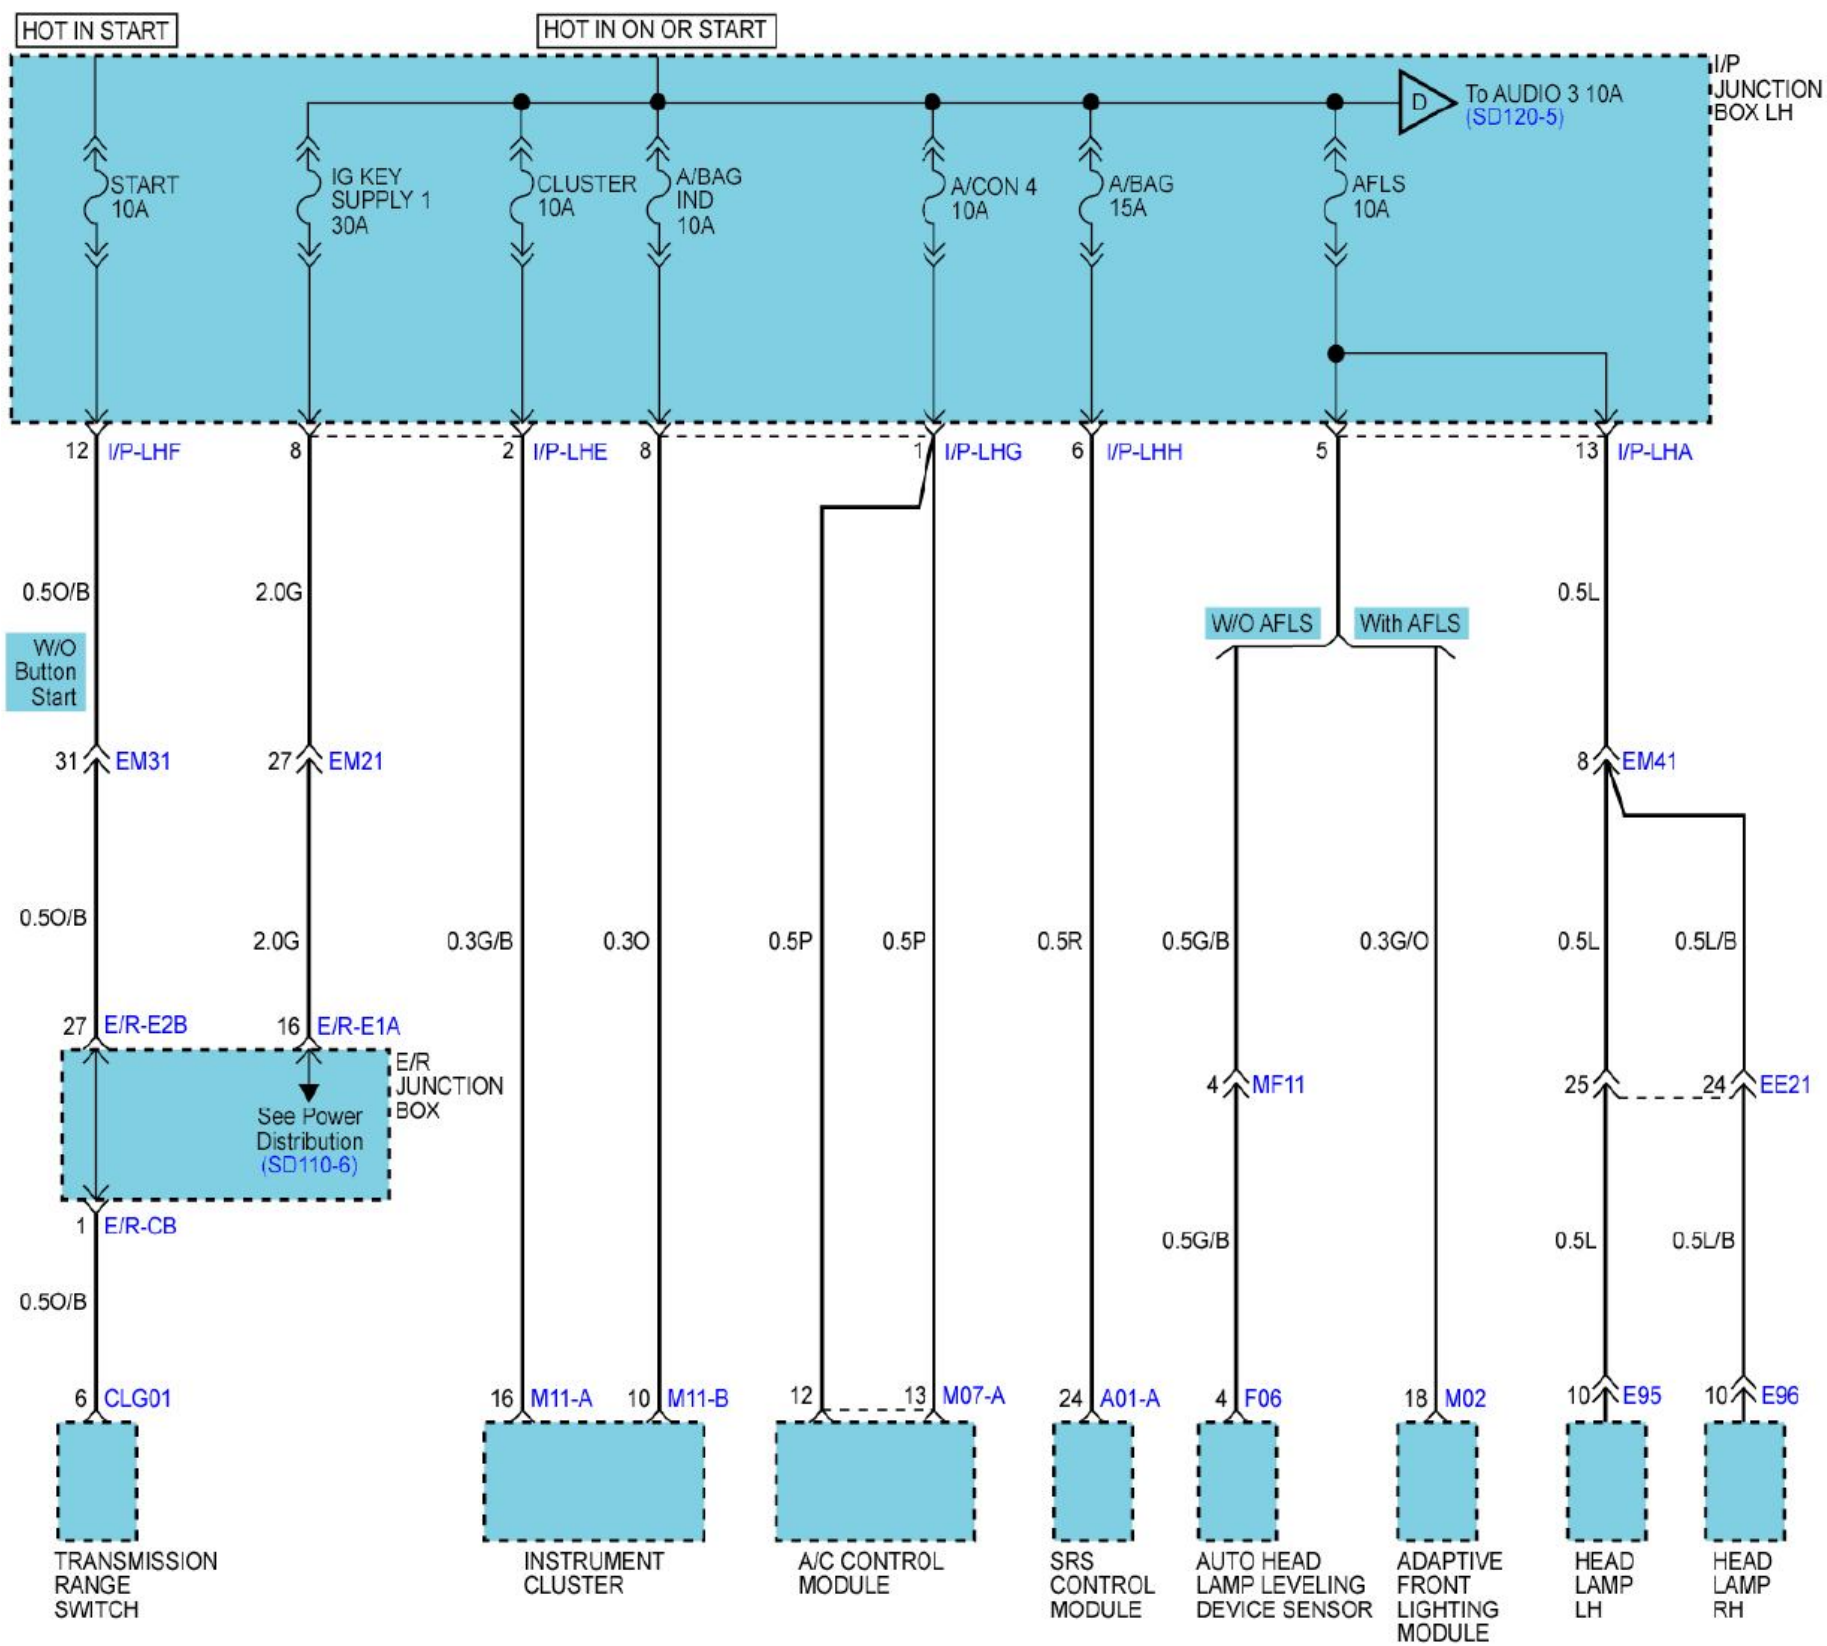 HOT IN START
HOT IN ON OR START
I/P
JUNCTION
BOX LH
D
To AUDIO 3 10A
(SD120-5)
START
10A
IG KEY
SUPPLY 1
30A
CLUSTER
10A
A/BAG
IND
10A
A/CON 4
10A
A/BAG
15A
AFLS
10A
12 I/P-LHF
8
2 I/P-LHE
8
1 I/P-LHG
6 I/P-LHH
5
13 I/P-LHA
0.5O/B
2.0G
0.5L
W/O
Button
Start
W/O AFLS
With AFLS
31 EM31
27 EM21
8 EM41
0.5O/B
2.0G
0.3G/B
0.3O
0.5P
0.5P
0.5R
0.5G/B
0.3G/O
0.5L
0.5L/B
27 E/R-E2B
16 E/R-E1A
E/R
JUNCTION
BOX
See Power
Distribution
(SD110-6)
4 MF11
25
24 EE21
1 E/R-CB
0.5G/B
0.5L
0.5L/B
0.5O/B
6 CLG01
16 M11-A
10 M11-B
12
13 M07-A
24 A01-A
4 F06
18 M02
10 E95
10 E96
TRANSMISSION
RANGE
SWITCH
INSTRUMENT
CLUSTER
A/C CONTROL
MODULE
SRS
CONTROL
MODULE
AUTO HEAD
LAMP LEVELING
DEVICE SENSOR
ADAPTIVE
FRONT
LIGHTING
MODULE
HEAD
LAMP
LH
HEAD
LAMP
RH